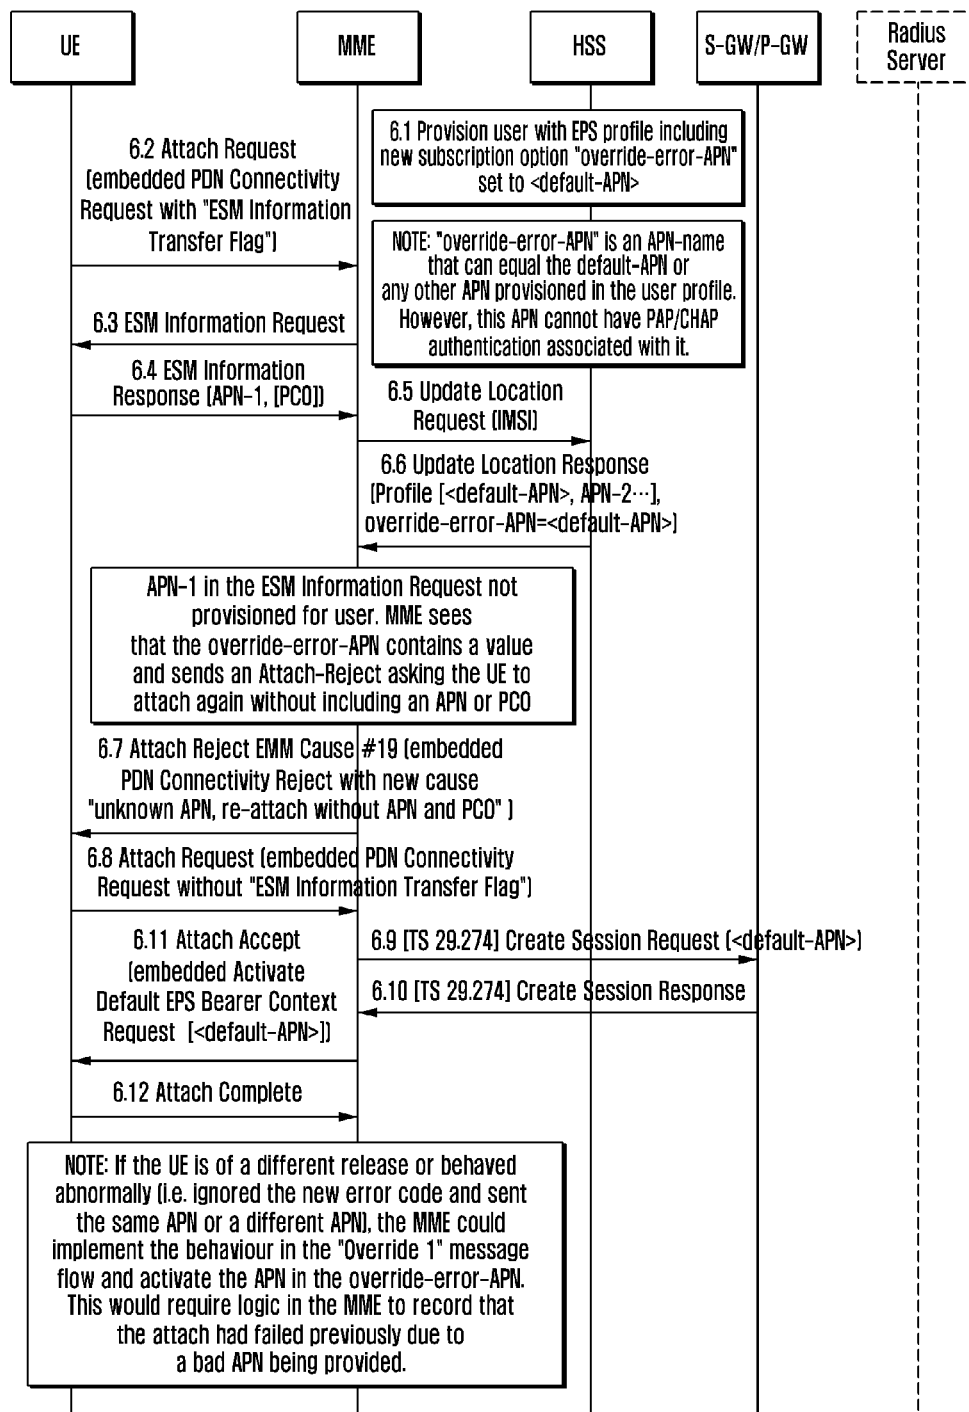 UE
MME
HSS
S-GW/P-GW
Radius
Server
6.1 Provision user with EPS profile including
new subscription option "override-error-APN"
set to <default-APN>
6.2 Attach Request
(embedded PDN Connectivity
Request with "ESM Information
Transfer Flag")
NOTE: "override-error-APN" is an APN-name
that can equal the default-APN or
any other APN provisioned in the user profile.
However, this APN cannot have PAP/CHAP
authentication associated with it.
6.3 ESM Information Request
6.4 ESM Information
Response (APN-1, [PCO])
6.5 Update Location
Request (IMSI)
6.6 Update Location Response
(Profile [<default-APN>, APN-2···],
override-error-APN=<default-APN>)
APN-1 in the ESM Information Request not
provisioned for user. MME sees
that the override-error-APN contains a value
and sends an Attach-Reject asking the UE to
attach again without including an APN or PCO
6.7 Attach Reject EMM Cause #19 (embedded
PDN Connectivity Reject with new cause
"unknown APN, re-attach without APN and PCO" )
6.8 Attach Request (embedded PDN Connectivity
Request without "ESM Information Transfer Flag")
6.9 [TS 29.274] Create Session Request (<default-APN>)
6.10 [TS 29.274] Create Session Response
6.11 Attach Accept
(embedded Activate
Default EPS Bearer Context
Request [<default-APN>])
6.12 Attach Complete
NOTE: If the UE is of a different release or behaved
abnormally (i.e. ignored the new error code and sent
the same APN or a different APN), the MME could
implement the behaviour in the "Override 1" message
flow and activate the APN in the override-error-APN.
This would require logic in the MME to record that
the attach had failed previously due to
a bad APN being provided.